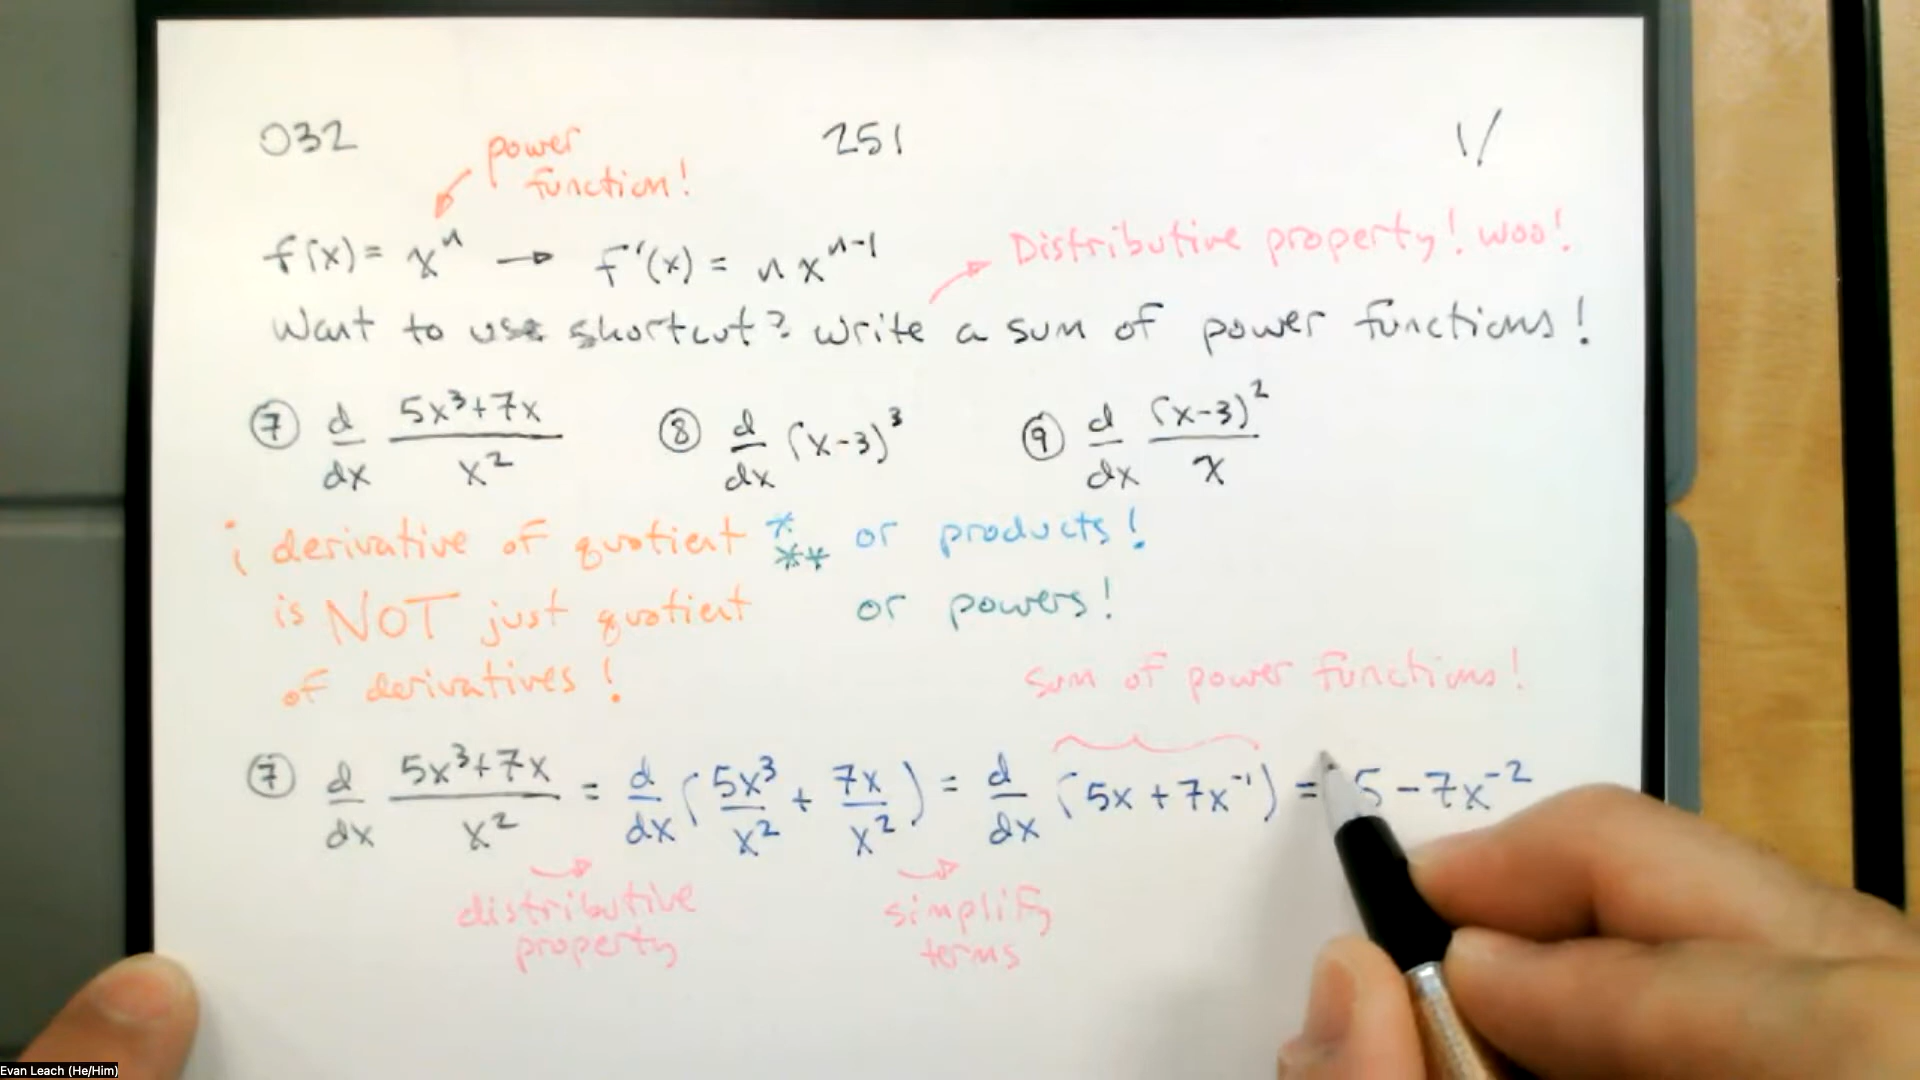 032 251 1/
power
function!
f(x) = xⁿ → f'(x) = n xⁿ⁻¹
Distributive property! woo!
Want to use shortcut? Write a sum of power functions!
⑦ d/dx (5x³+7x)/x² ⑧ d/dx (x-3)³ ⑨ d/dx (x-3)²/x
¡ derivative of quotient * or products!
** or powers!
is NOT just quotient
of derivatives!
sum of power functions!
⑦ d/dx (5x³+7x)/x² = d/dx (5x³/x² + 7x/x²) = d/dx (5x + 7x⁻¹) = 5 - 7x⁻²
distributive
property
simplify
terms
Evan Leach (He/Him)